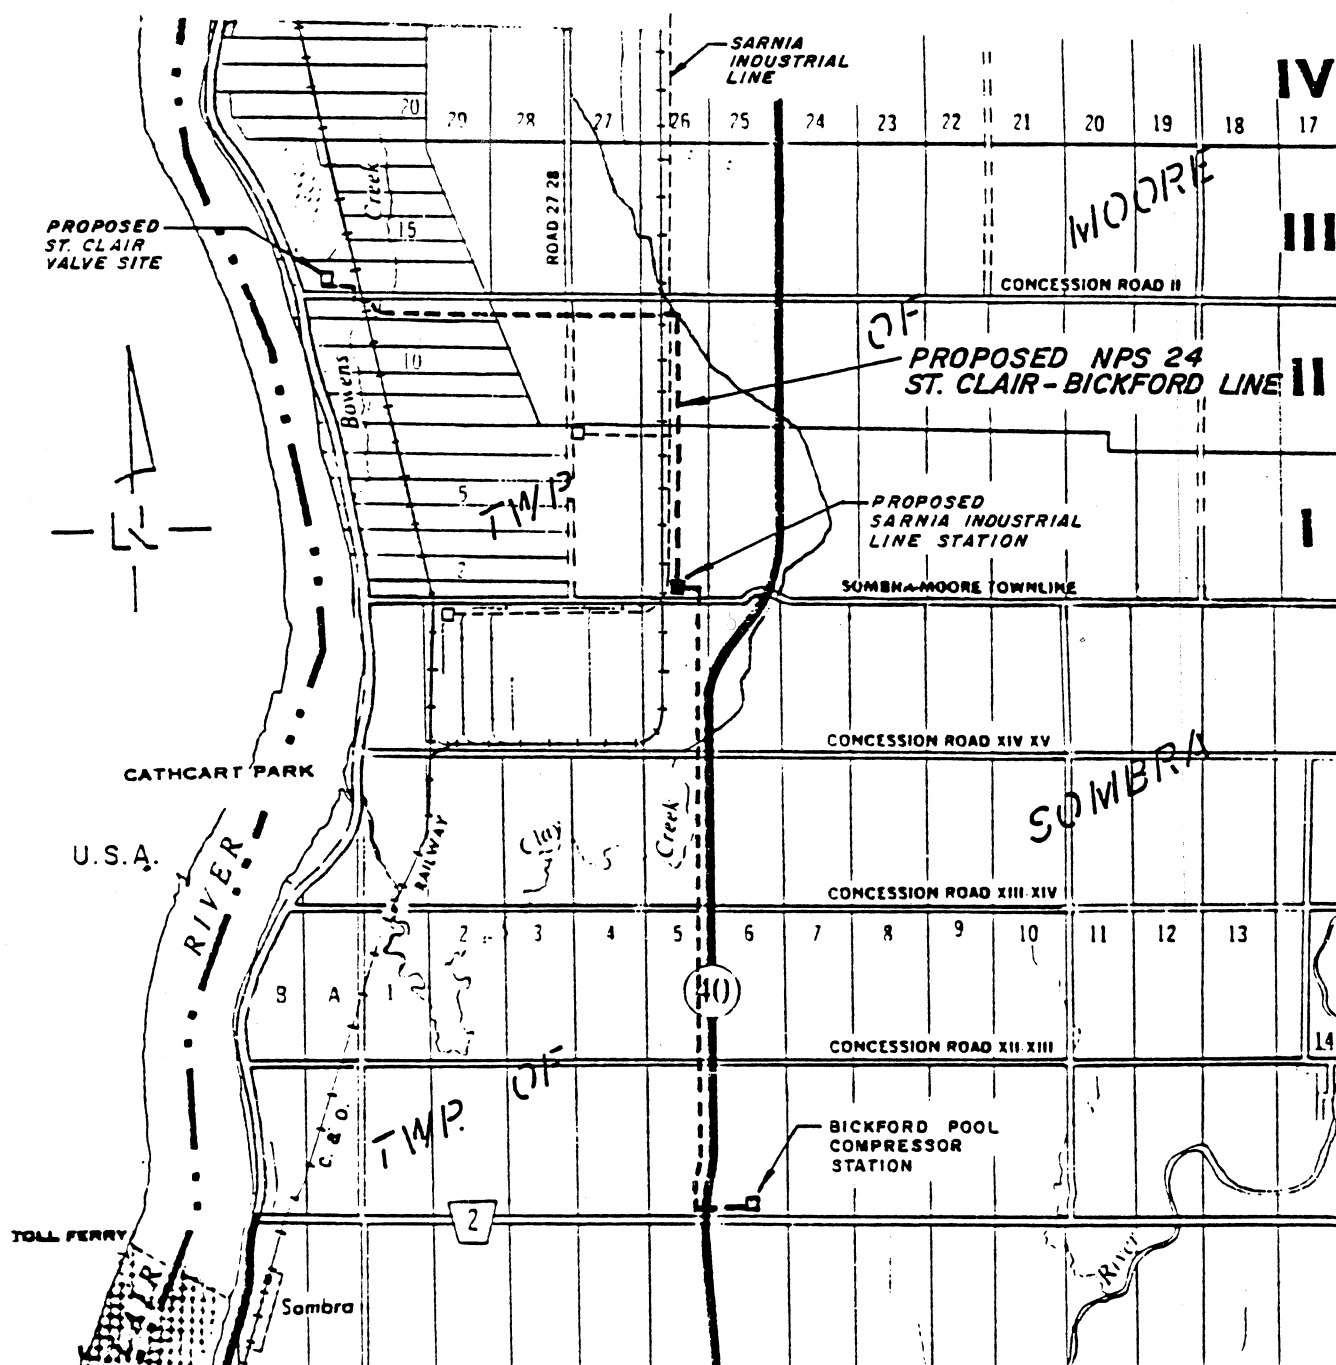 SARNIA
INDUSTRIAL
LINE
IV
20
29 28 27 26 25 24 23 22 21 20 19 18 17
MOORE
Creek
ROAD 27 28
PROPOSED
ST. CLAIR
VALVE SITE
15
III
CONCESSION ROAD II
OF
PROPOSED NPS 24
ST. CLAIR-BICKFORD LINE
II
10
Bowens
5
TWP.
PROPOSED
SARNIA INDUSTRIAL
LINE STATION
I
2
SOMBRA-MOORE TOWNLINE
CONCESSION ROAD XIV XV
SOMBRA
CATHCART PARK
U.S.A.
RIVER
RAILWAY
Clay
Creek
CONCESSION ROAD XIII XIV
2 3 4 5 6 7 8 9 10 11 12 13
B A 1
40
CONCESSION ROAD XII XIII
14
OF
TWP.
C. & O.
BICKFORD POOL
COMPRESSOR
STATION
2
TOLL FERRY
River
Sombra